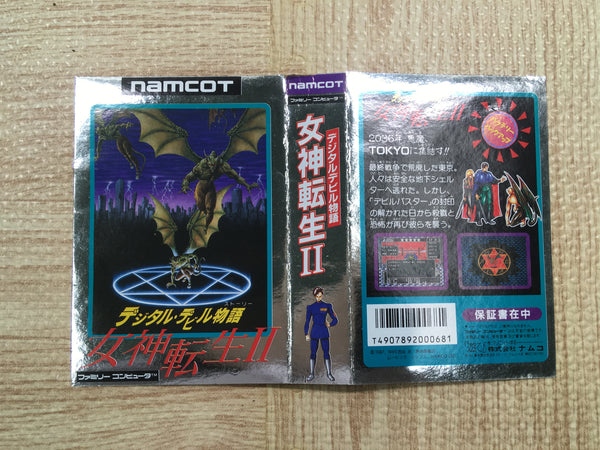 namcot
ストーリー
デジタル・デビル物語
女神転生II
ファミリー コンピュータ™
namcot
ファミリー コンピュータ
デジタルデビル物語
女神転生II
2036年 悪魔、
TOKYOに集結す!!
最終戦争で荒廃した東京。
人々は安全な地下シェル
ターへ逃れた。しかし、
「デビルバスター」の封印
の解かれた日から殺戮と
恐怖が再び彼らを襲う。
T4907892000681
保証書在中
株式会社 ナムコ